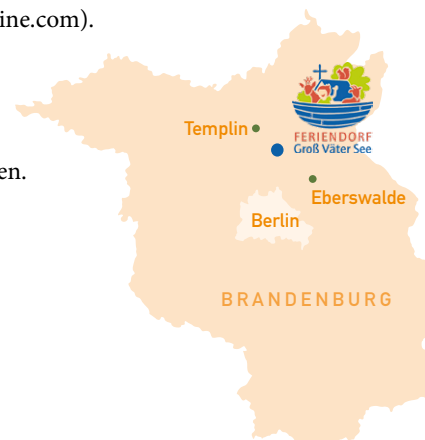 ine.com).
Templin
FERIENDORF
Groß Väter See
en.
Eberswalde
Berlin
BRANDENBURG